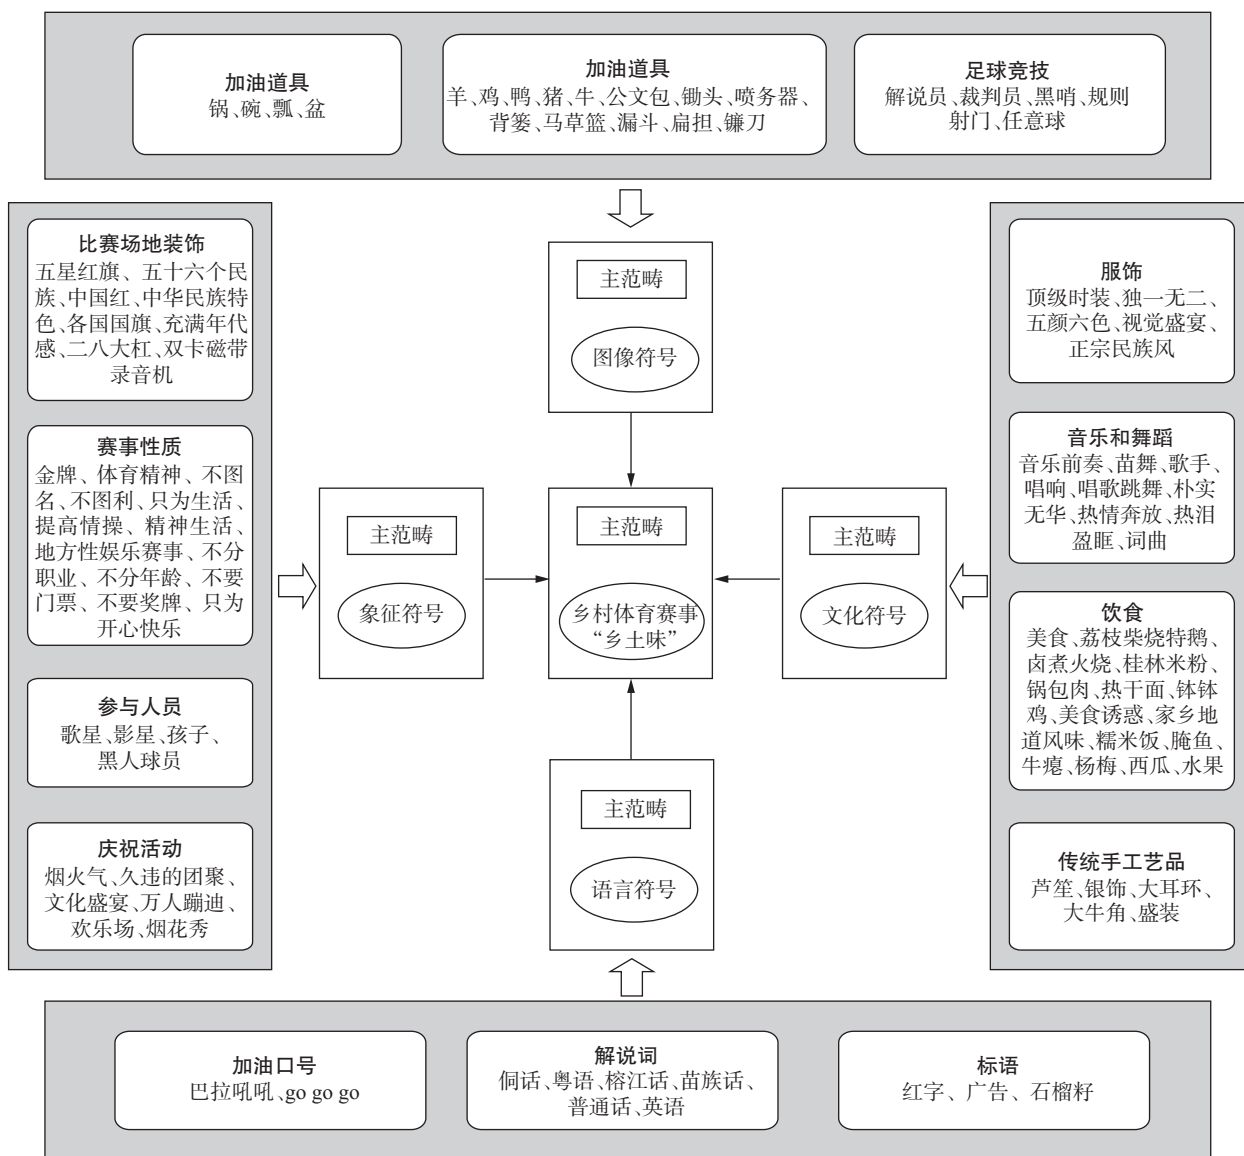 加油道具
锅、碗、瓢、盆
加油道具
羊、鸡、鸭、猪、牛、公文包、锄头、喷务器、
背篓、马草篮、漏斗、扁担、镰刀
足球竞技
解说员、裁判员、黑哨、规则
射门、任意球
比赛场地装饰
五星红旗、五十六个民
族、中国红、中华民族特
色、各国国旗、充满年代
感、二八大杠、双卡磁带
录音机
赛事性质
金牌、体育精神、不图
名、不图利、只为生活、
提高情操、精神生活、
地方性娱乐赛事、不分
职业、不分年龄、不要
门票、不要奖牌、只为
开心快乐
参与人员
歌星、影星、孩子、
黑人球员
庆祝活动
烟火气、久违的团聚、
文化盛宴、万人蹦迪、
欢乐场、烟花秀
主范畴
图像符号
主范畴
象征符号
主范畴
乡村体育赛事
“乡土味”
主范畴
文化符号
主范畴
语言符号
服饰
顶级时装、独一无二、
五颜六色、视觉盛宴、
正宗民族风
音乐和舞蹈
音乐前奏、苗舞、歌手、
唱响、唱歌跳舞、朴实
无华、热情奔放、热泪
盈眶、词曲
饮食
美食、荔枝柴烧特鹅、
卤煮火烧、桂林米粉、
锅包肉、热干面、钵钵
鸡、美食诱惑、家乡地
道风味、糯米饭、腌鱼、
牛瘪、杨梅、西瓜、水果
传统手工艺品
芦笙、银饰、大耳环、
大牛角、盛装
加油口号
巴拉吼吼、go go go
解说词
侗话、粤语、榕江话、苗族话、
普通话、英语
标语
红字、广告、石榴籽